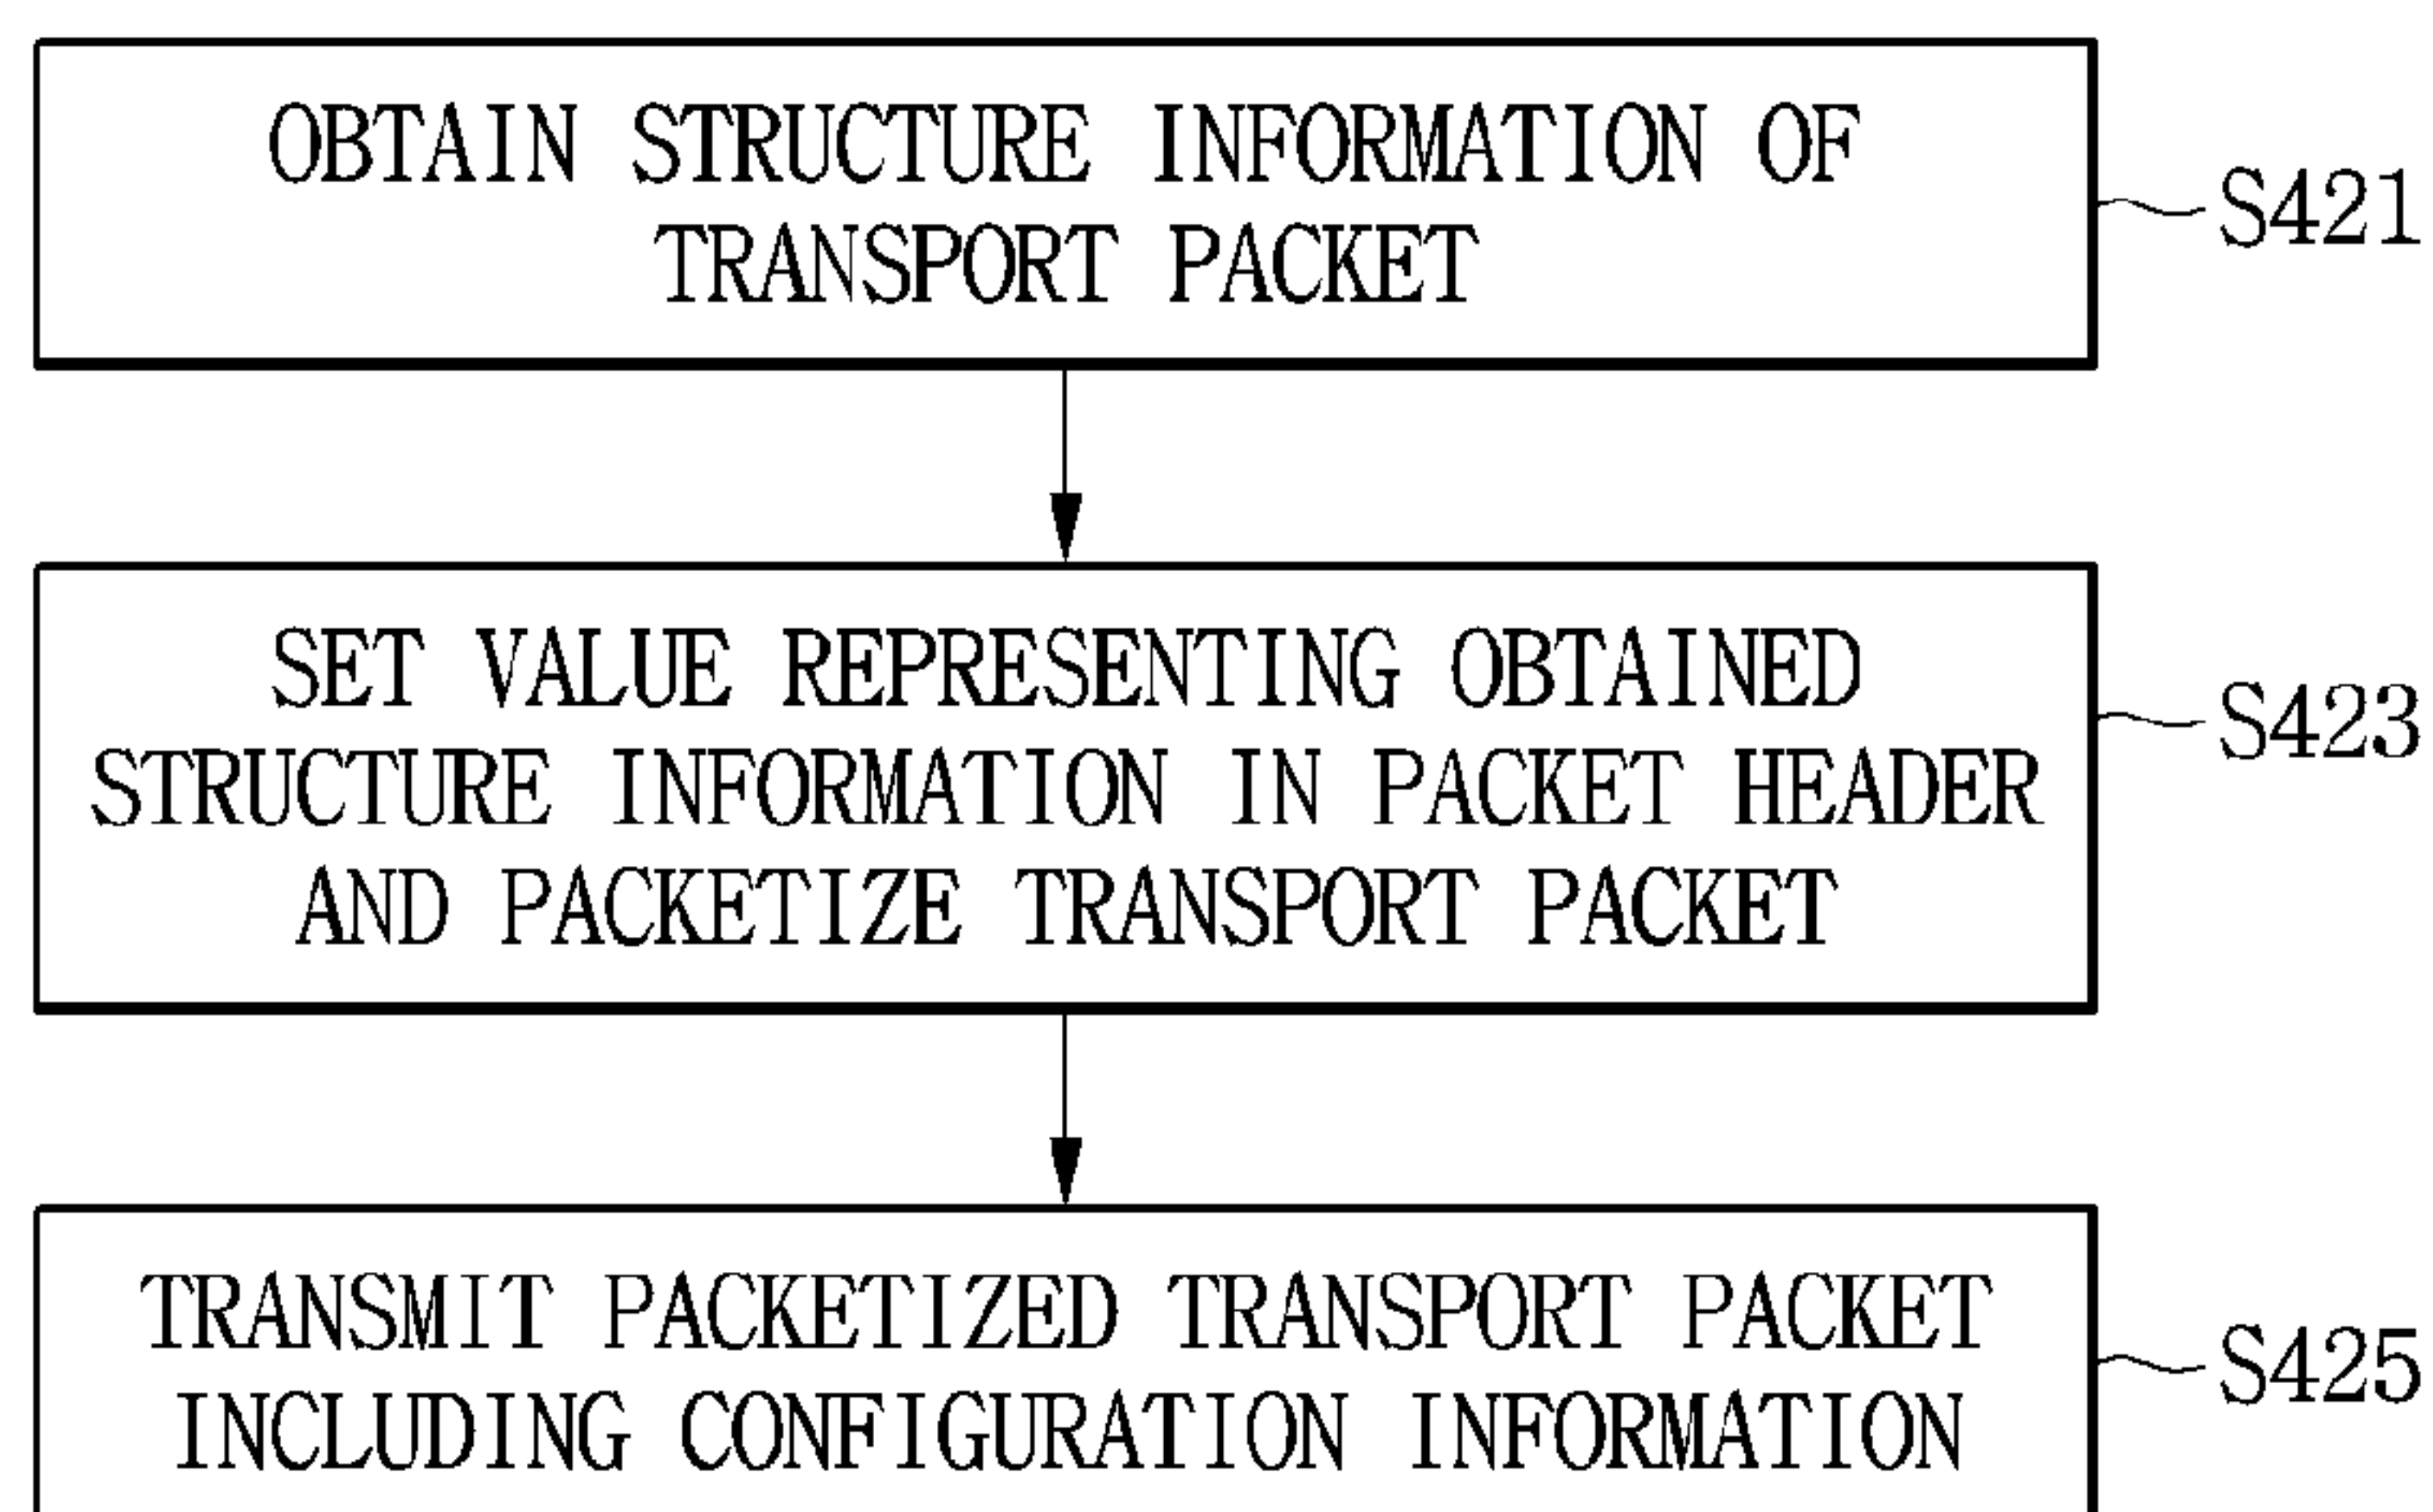 OBTAIN STRUCTURE INFORMATION OF
TRANSPORT PACKET
S421
SET VALUE REPRESENTING OBTAINED
STRUCTURE INFORMATION IN PACKET HEADER
AND PACKETIZE TRANSPORT PACKET
S423
TRANSMIT PACKETIZED TRANSPORT PACKET
INCLUDING CONFIGURATION INFORMATION
S425